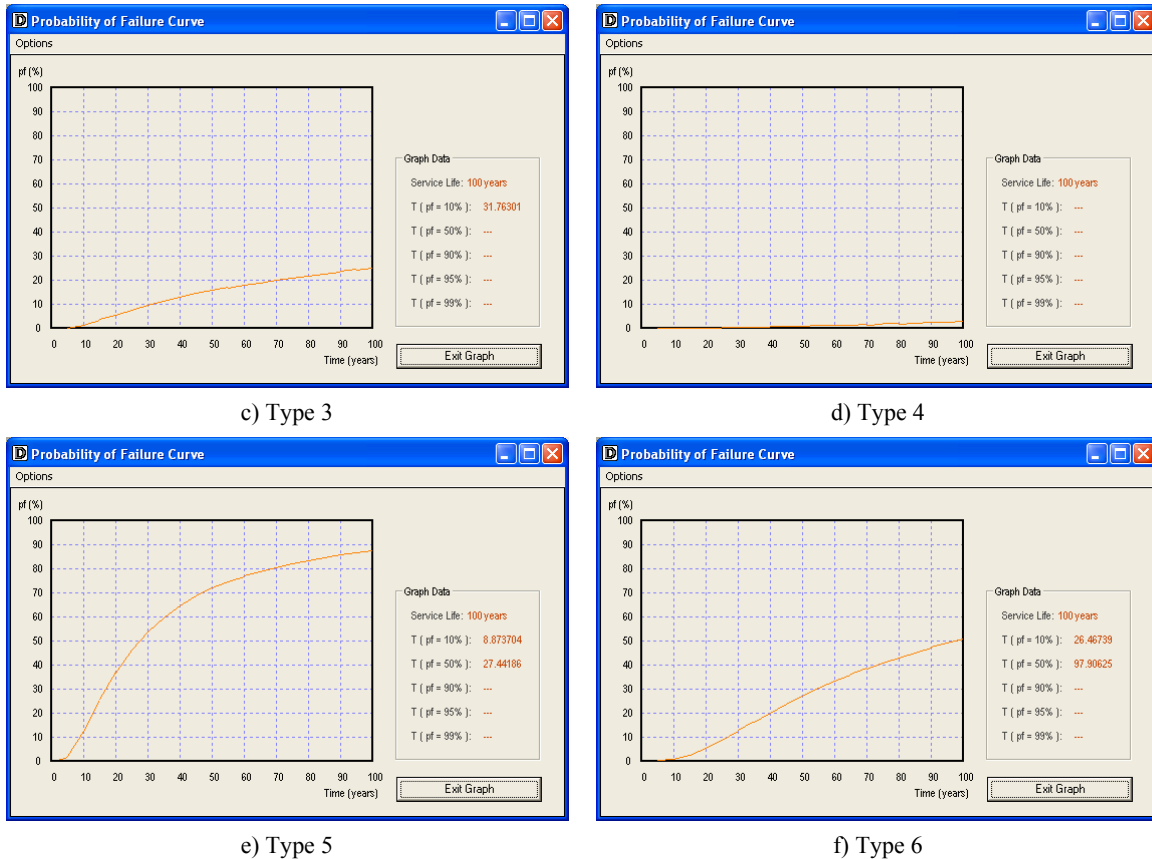 Probability of Failure Curve
Options
pf (%)
100
90
80
70
60
50
40
30
20
10
0
0 10 20 30 40 50 60 70 80 90 100
Time (years)
Graph Data
Service Life: 100 years
T ( pf = 10% ): 31.76301
T ( pf = 50% ): ---
T ( pf = 90% ): ---
T ( pf = 95% ): ---
T ( pf = 99% ): ---
Exit Graph
c) Type 3
Probability of Failure Curve
Options
pf (%)
100
90
80
70
60
50
40
30
20
10
0
0 10 20 30 40 50 60 70 80 90 100
Time (years)
Graph Data
Service Life: 100 years
T ( pf = 10% ): ---
T ( pf = 50% ): ---
T ( pf = 90% ): ---
T ( pf = 95% ): ---
T ( pf = 99% ): ---
Exit Graph
d) Type 4
Probability of Failure Curve
Options
pf (%)
100
90
80
70
60
50
40
30
20
10
0
0 10 20 30 40 50 60 70 80 90 100
Time (years)
Graph Data
Service Life: 100 years
T ( pf = 10% ): 8.873704
T ( pf = 50% ): 27.44186
T ( pf = 90% ): ---
T ( pf = 95% ): ---
T ( pf = 99% ): ---
Exit Graph
e) Type 5
Probability of Failure Curve
Options
pf (%)
100
90
80
70
60
50
40
30
20
10
0
0 10 20 30 40 50 60 70 80 90 100
Time (years)
Graph Data
Service Life: 100 years
T ( pf = 10% ): 26.46739
T ( pf = 50% ): 97.90625
T ( pf = 90% ): ---
T ( pf = 95% ): ---
T ( pf = 99% ): ---
Exit Graph
f) Type 6